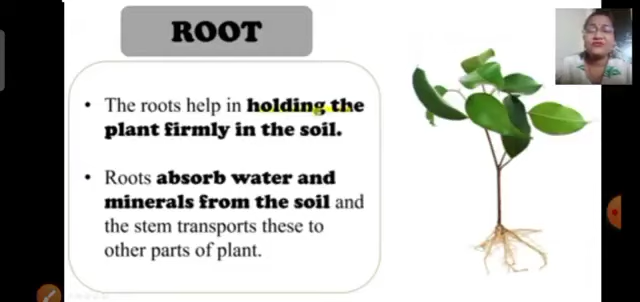 ROOT
• The roots help in holding the
plant firmly in the soil.
• Roots absorb water and
minerals from the soil and
the stem transports these to
other parts of plant.